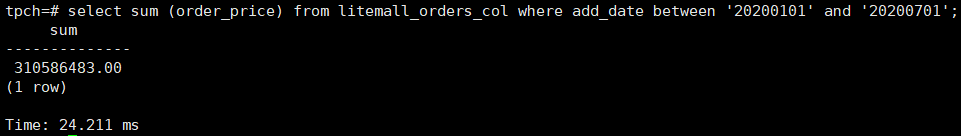 tpch=# select sum (order_price) from litemall_orders_col where add_date between '20200101' and '20200701';
     sum
--------------
 310586483.00
(1 row)

Time: 24.211 ms